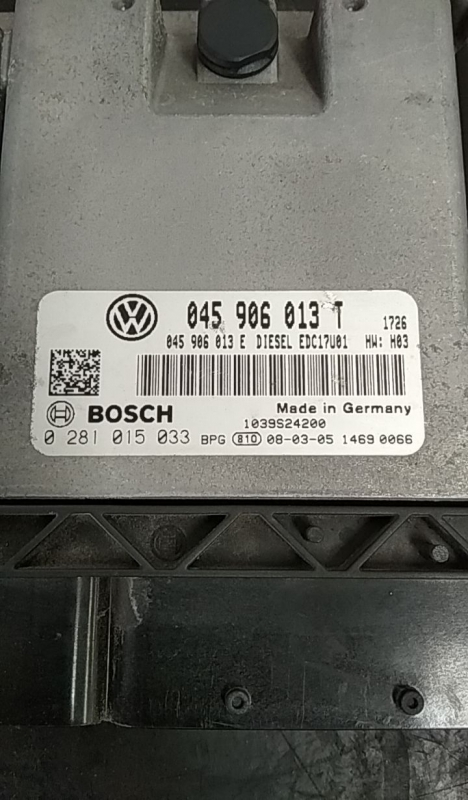 045 906 013 T 1726
045 906 013 E DIESEL EDC17U01 HW: H03
BOSCH Made in Germany
1039S24200
0 281 015 033 BPG 810 08-03-05 1469 0066